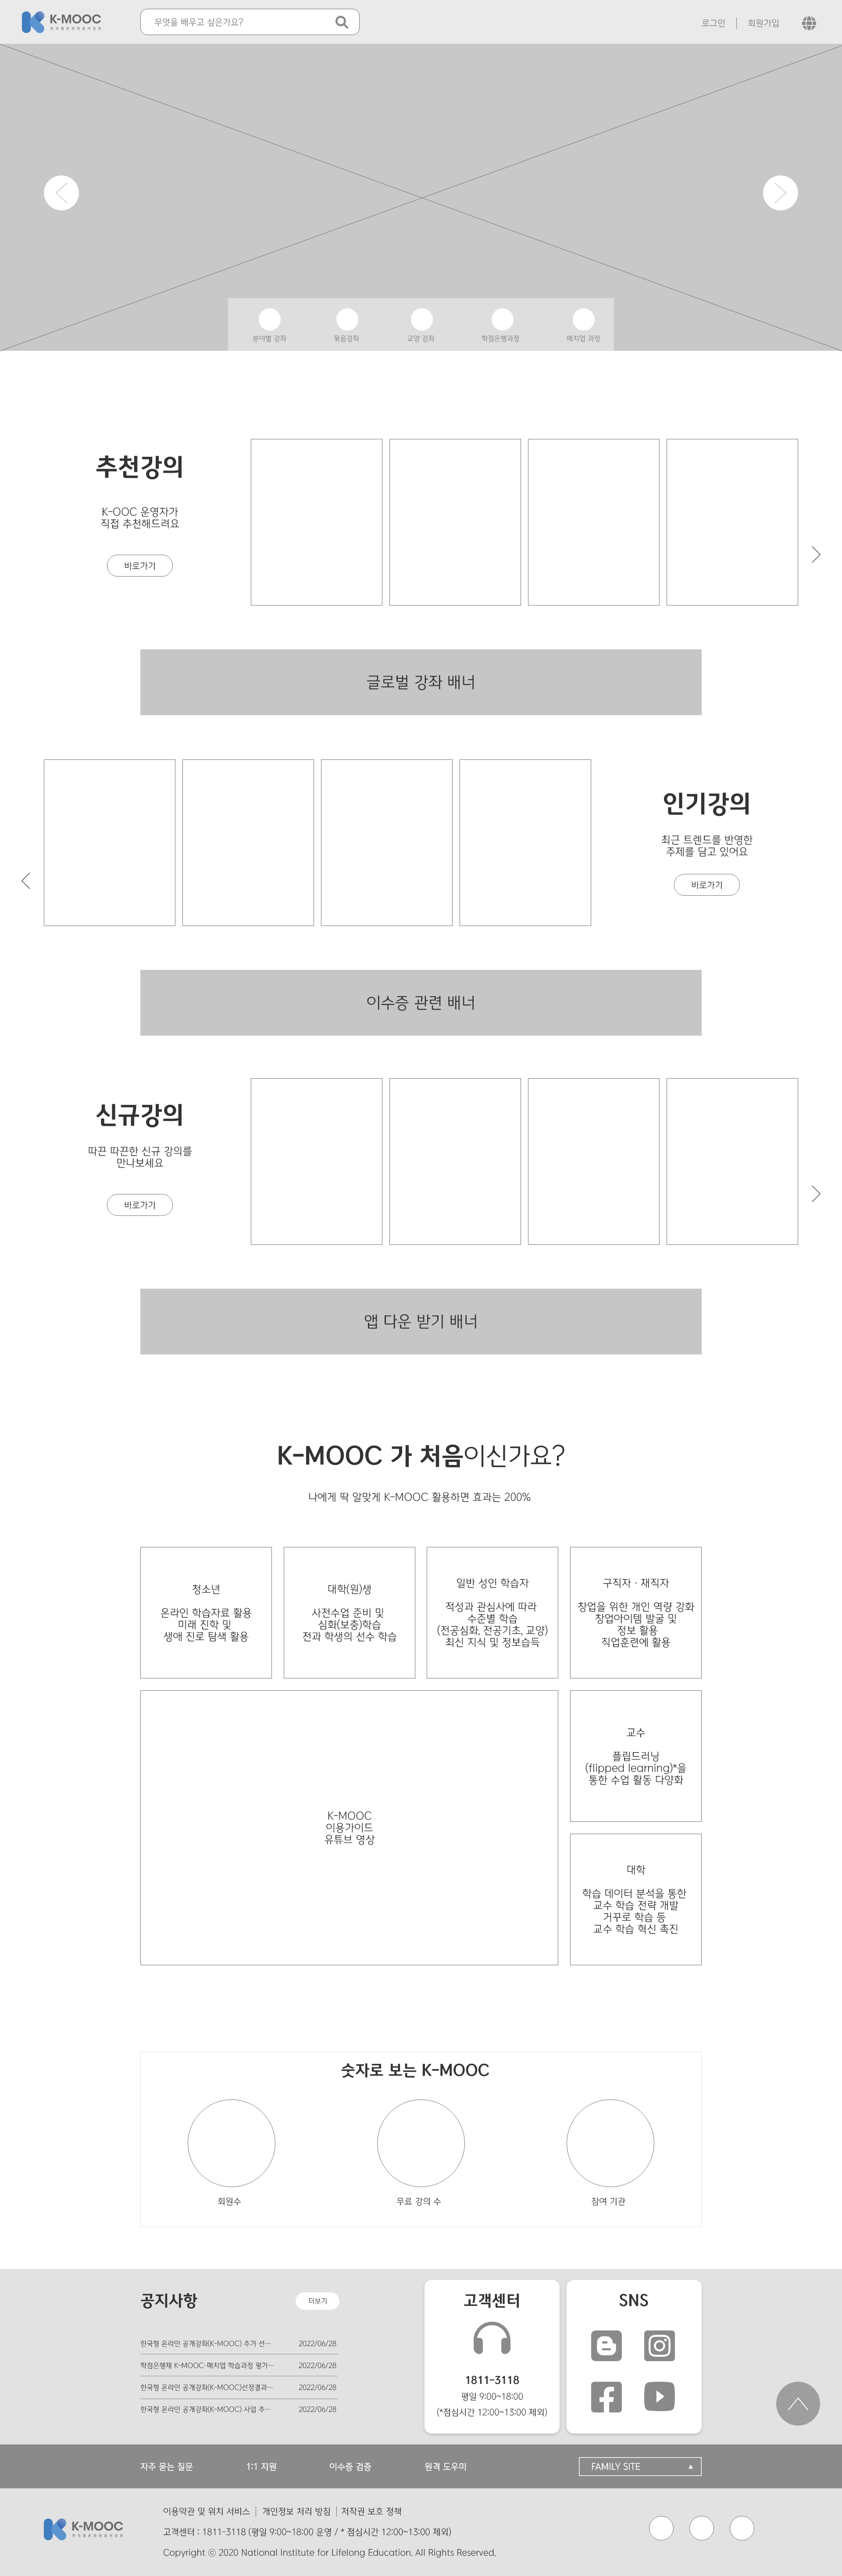 K-MOOC
한국형온라인공개강좌
무엇을 배우고 싶은가요?
로그인
회원가입
분야별 강좌
묶음강좌
교양 강좌
학점은행과정
매치업 과정
추천강의
K-OOC 운영자가
직접 추천해드려요
바로가기
글로벌 강좌 배너
인기강의
최근 트렌드를 반영한
주제를 담고 있어요
바로가기
이수증 관련 배너
신규강의
따끈 따끈한 신규 강의를
만나보세요
바로가기
앱 다운 받기 배너
K-MOOC 가 처음이신가요?
나에게 딱 알맞게 K-MOOC 활용하면 효과는 200%
청소년
온라인 학습자료 활용
미래 진학 및
생애 진로 탐색 활용
대학(원)생
사전수업 준비 및
심화(보충)학습
전과 학생의 선수 학습
일반 성인 학습자
적성과 관심사에 따라
수준별 학습
(전공심화, 전공기초, 교양)
최신 지식 및 정보습득
구직자 · 재직자
창업을 위한 개인 역량 강화
창업아이템 발굴 및
정보 활용
직업훈련에 활용
K-MOOC
이용가이드
유튜브 영상
교수
플립드러닝
(flipped learning)*을
통한 수업 활동 다양화
대학
학습 데이터 분석을 통한
교수 학습 전략 개발
거꾸로 학습 등
교수 학습 혁신 촉진
숫자로 보는 K-MOOC
회원수
무료 강의 수
참여 기관
공지사항
더보기
한국형 온라인 공개강좌(K-MOOC) 추가 선… 2022/06/28
학점은행제 K-MOOC·매치업 학습과정 평가… 2022/06/28
한국형 온라인 공개강좌(K-MOOC)선정결과… 2022/06/28
한국형 온라인 공개강좌(K-MOOC) 사업 추… 2022/06/28
고객센터
1811-3118
평일 9:00~18:00
(*점심시간 12:00~13:00 제외)
SNS
자주 묻는 질문
1:1 지원
이수증 검증
원격 도우미
FAMILY SITE
K-MOOC
한국형온라인공개강좌
이용약관 및 위치 서비스 | 개인정보 처리 방침 | 저작권 보호 정책
고객센터 : 1811-3118 (평일 9:00~18:00 운영 / * 점심시간 12:00~13:00 제외)
Copyright ⓒ 2020 National Institute for Lifelong Education. All Rights Reserved.